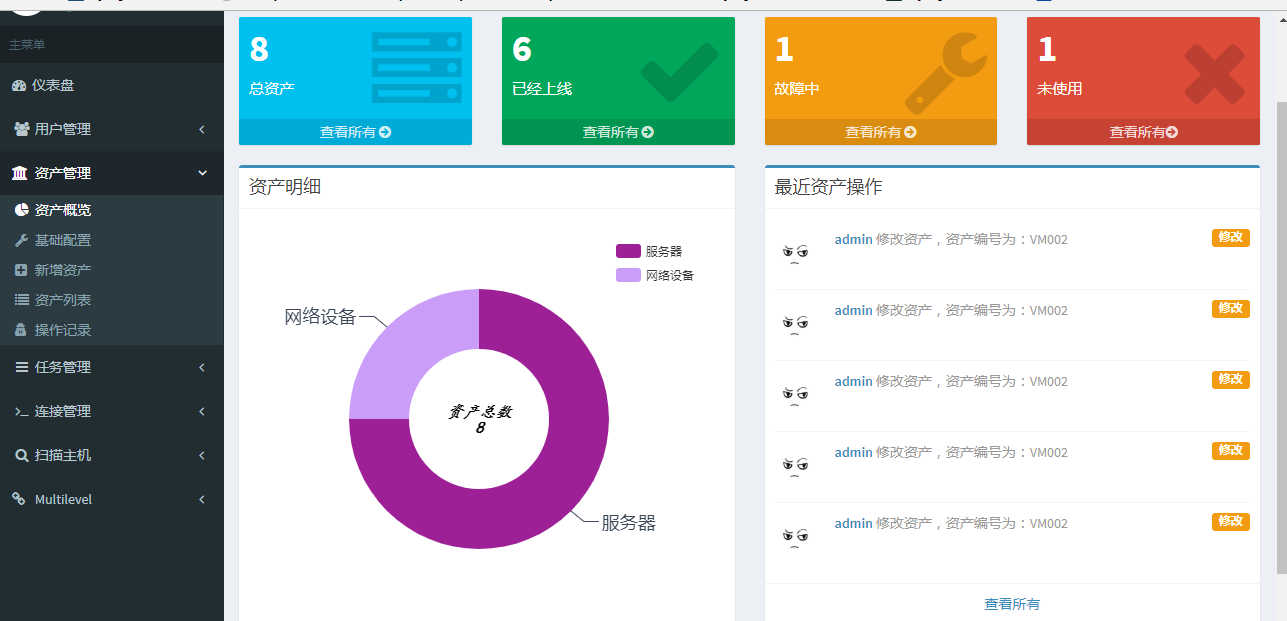 主菜单
仪表盘
用户管理
资产管理
资产概览
基础配置
新增资产
资产列表
操作记录
任务管理
连接管理
扫描主机
Multilevel
8
总资产
查看所有
6
已经上线
查看所有
1
故障中
查看所有
1
未使用
查看所有
资产明细
服务器
网络设备
网络设备
资产总数
8
服务器
最近资产操作
admin 修改资产，资产编号为：VM002 修改
admin 修改资产，资产编号为：VM002 修改
admin 修改资产，资产编号为：VM002 修改
admin 修改资产，资产编号为：VM002 修改
admin 修改资产，资产编号为：VM002 修改
查看所有